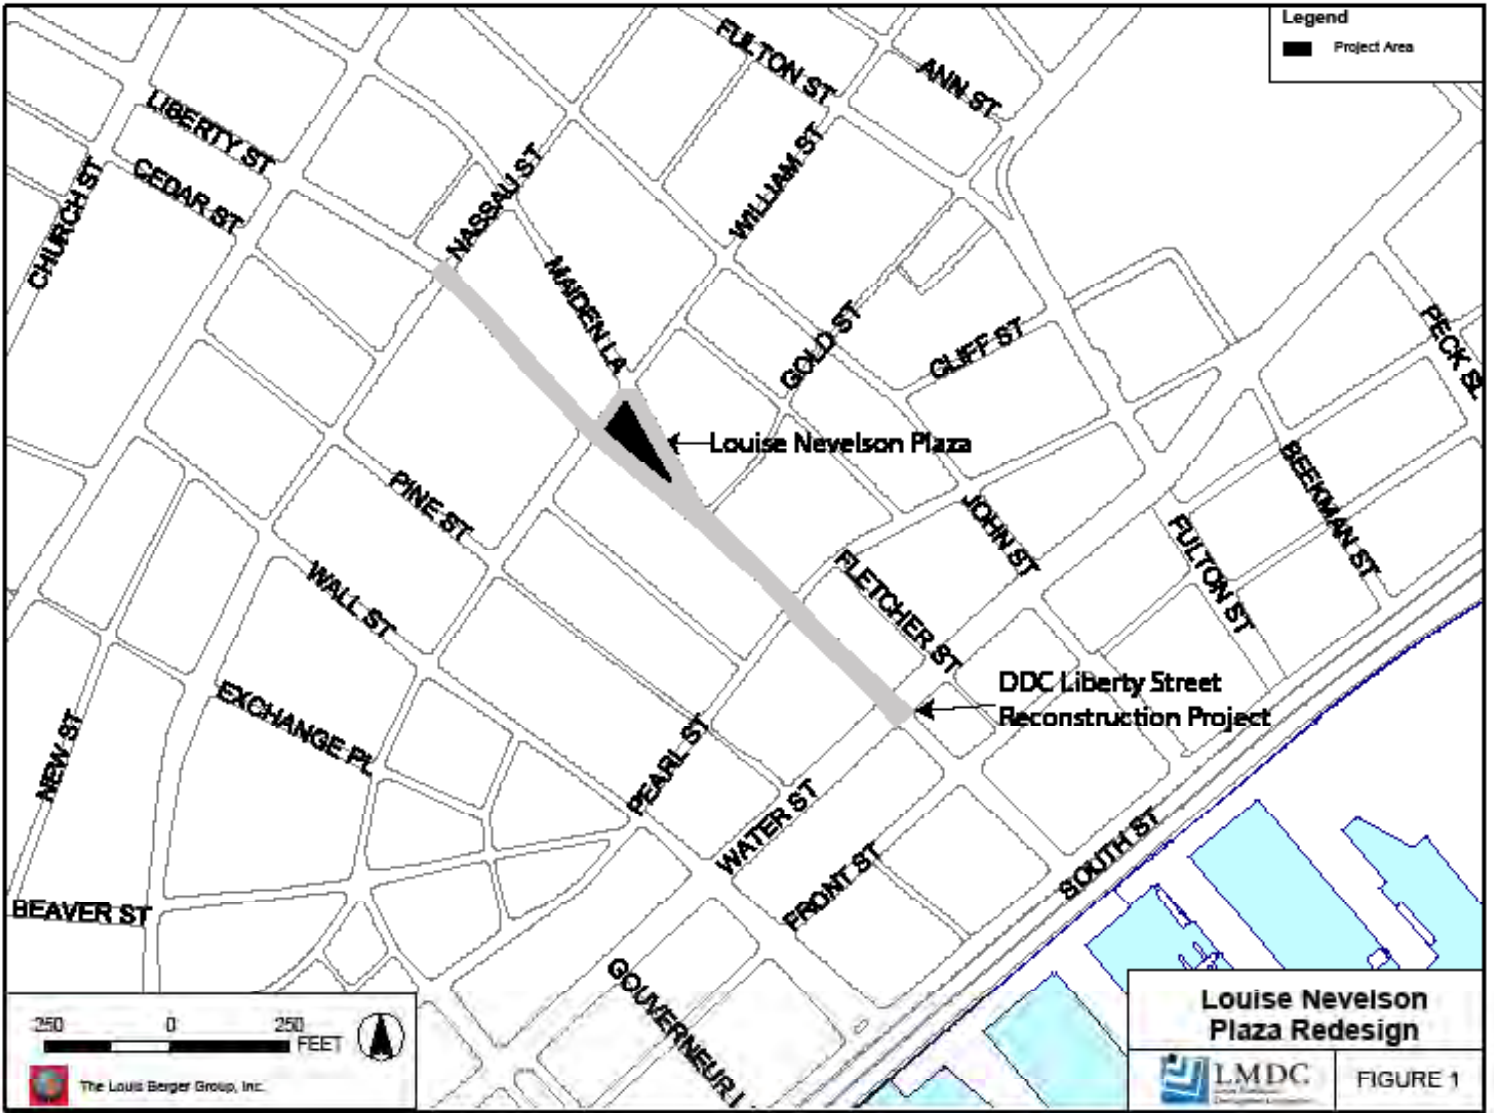 Legend
Project Area
FULTON ST
ANN ST
LIBERTY ST
CEDAR ST
CHURCH ST
NASSAU ST
WILLIAM ST
MAIDEN LA
GOLD ST
CLIFF ST
PECK SL
Louise Nevelson Plaza
PINE ST
JOHN ST
BEEKMAN ST
FULTON ST
FLETCHER ST
WALL ST
DDC Liberty Street
Reconstruction Project
EXCHANGE PL
NEW ST
PEARL ST
WATER ST
FRONT ST
SOUTH ST
BEAVER ST
GOUVERNEUR L
250 0 250
FEET
The Louis Berger Group, Inc.
Louise Nevelson
Plaza Redesign
LMDC
FIGURE 1